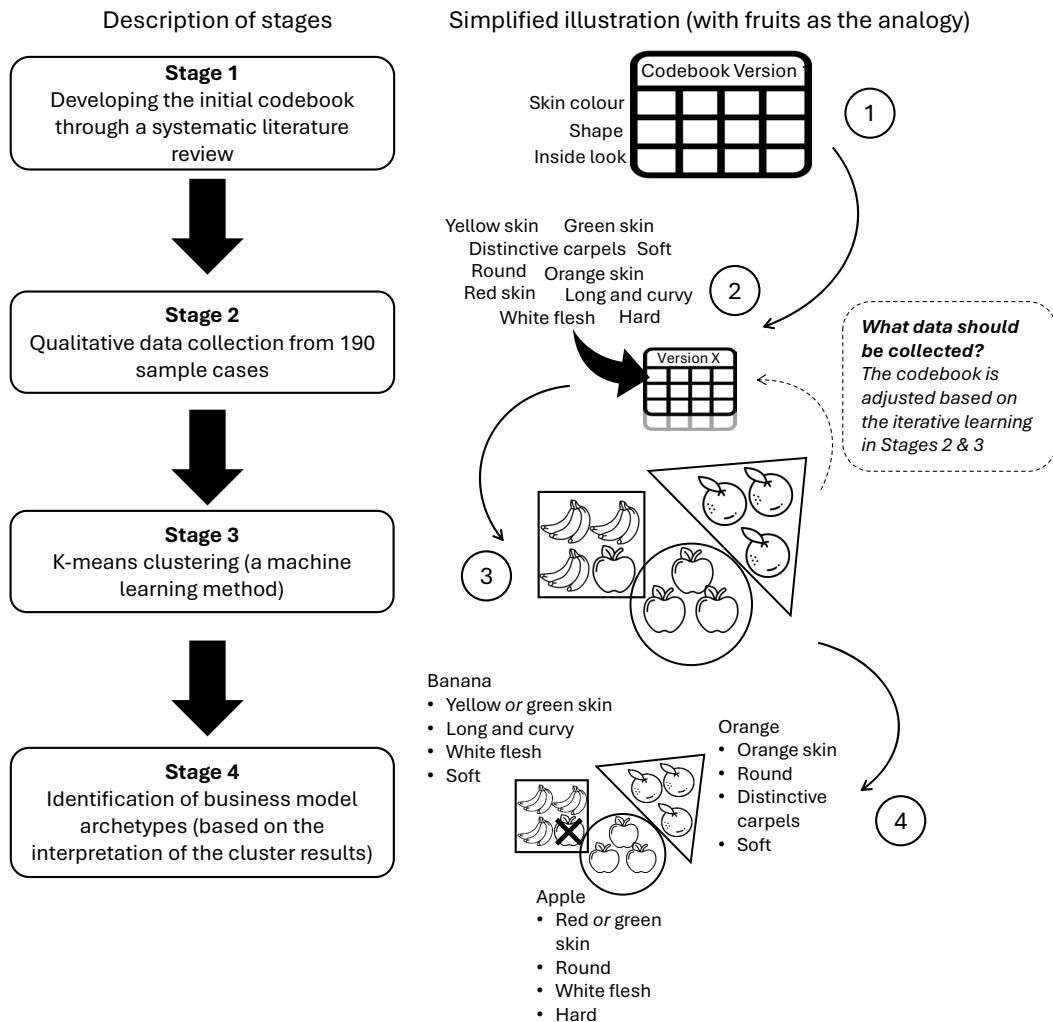 Description of stages
Simplified illustration (with fruits as the analogy)
Stage 1
Developing the initial codebook
through a systematic literature
review
Codebook Version 1
Skin colour
Shape
Inside look
1
Yellow skin Green skin
Distinctive carpels Soft
Round Orange skin
Red skin Long and curvy
White flesh Hard
2
Stage 2
Qualitative data collection from 190
sample cases
Version X
What data should
be collected?
The codebook is
adjusted based on
the iterative learning
in Stages 2 & 3
Stage 3
K-means clustering (a machine
learning method)
3
Stage 4
Identification of business model
archetypes (based on the
interpretation of the cluster results)
Banana
• Yellow or green skin
• Long and curvy
• White flesh
• Soft
Orange
• Orange skin
• Round
• Distinctive
carpels
• Soft
4
Apple
• Red or green
skin
• Round
• White flesh
• Hard